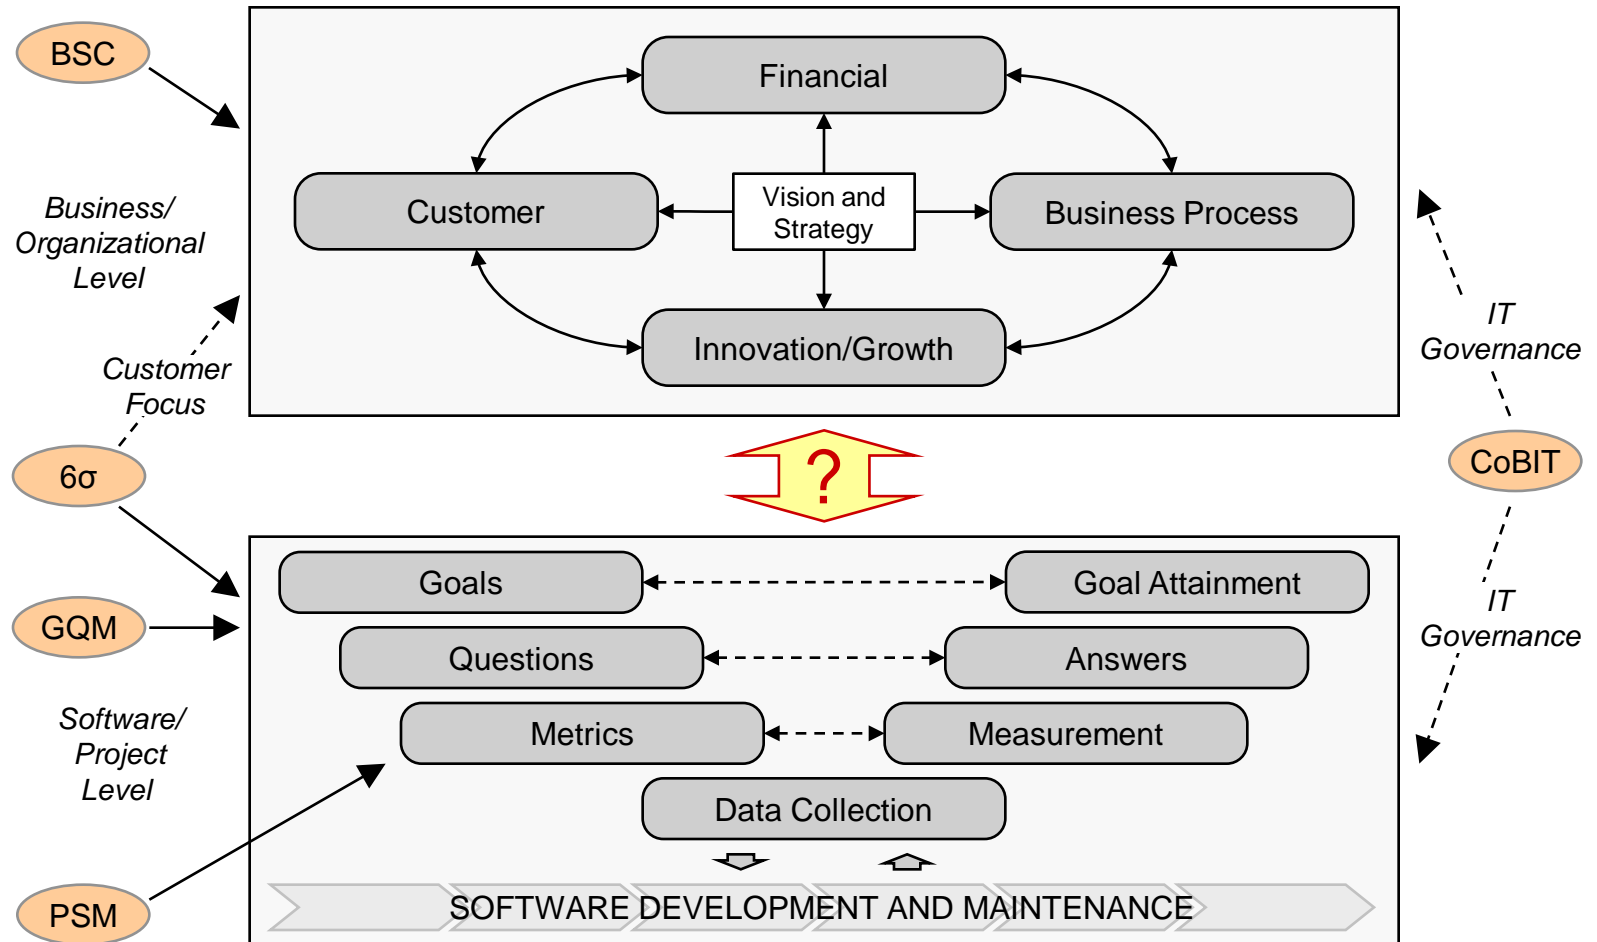 BSC
Financial
Customer
Vision and
Strategy
Business Process
Business/
Organizational
Level
Innovation/Growth
IT
Governance
Customer
Focus
6σ
?
CoBIT
Goals
Goal Attainment
GQM
Questions
Answers
IT
Governance
Software/
Project
Level
Metrics
Measurement
Data Collection
PSM
SOFTWARE DEVELOPMENT AND MAINTENANCE